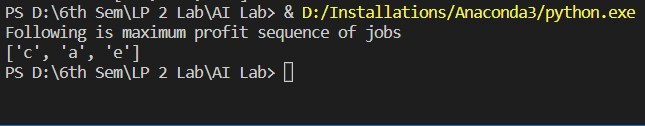 PS D:\6th Sem\LP 2 Lab\AI Lab> & D:/Installations/Anaconda3/python.exe
Following is maximum profit sequence of jobs
['c', 'a', 'e']
PS D:\6th Sem\LP 2 Lab\AI Lab>